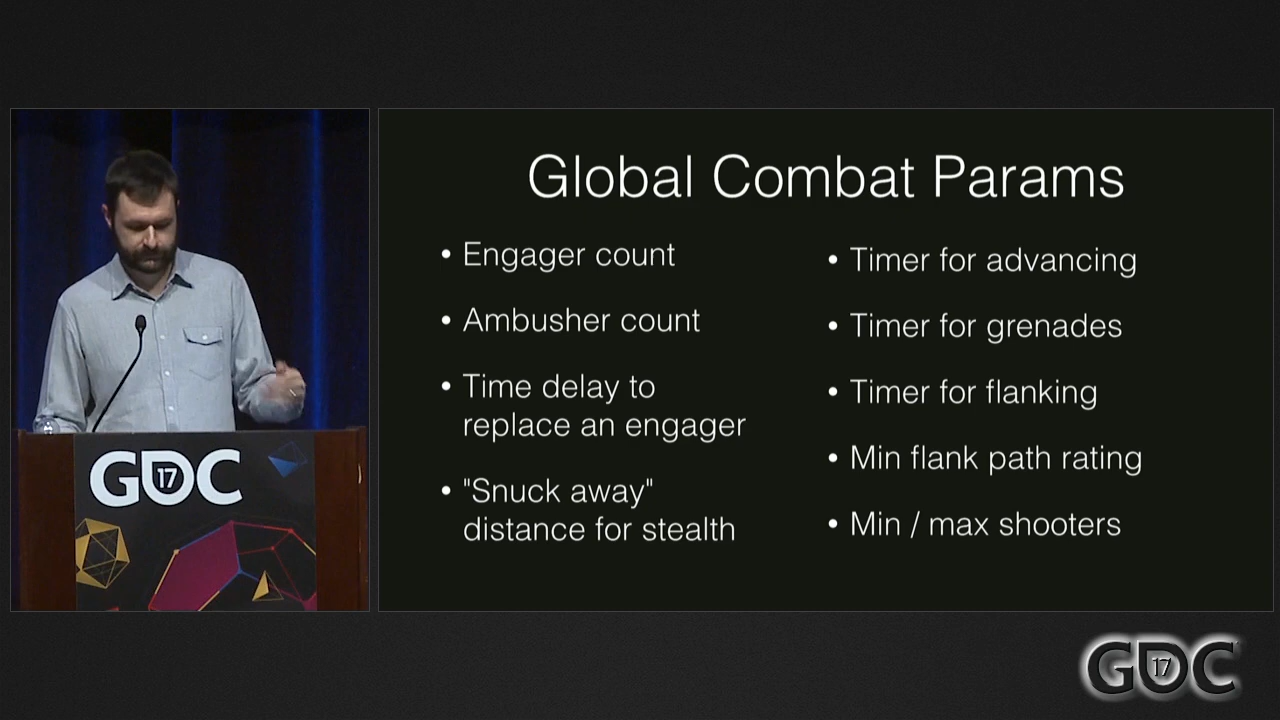 Global Combat Params
• Engager count
• Ambusher count
• Time delay to
replace an engager
• "Snuck away"
distance for stealth
• Timer for advancing
• Timer for grenades
• Timer for flanking
• Min flank path rating
• Min / max shooters
GDC
17
GDC
17